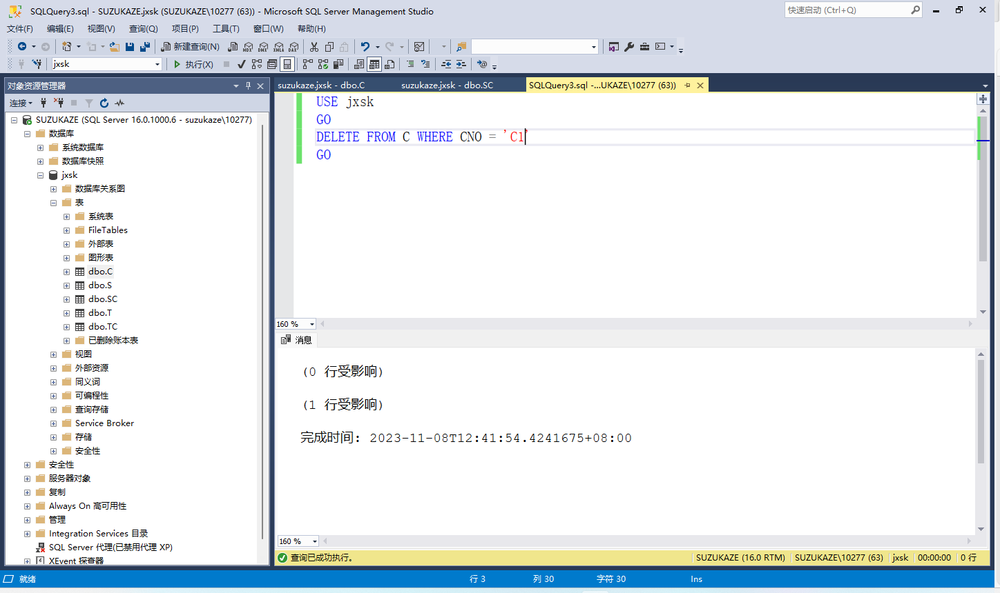 SQLQuery3.sql - SUZUKAZE.jxsk (SUZUKAZE\10277 (63)) - Microsoft SQL Server Management Studio
快速启动 (Ctrl+Q)
文件(F) 编辑(E) 视图(V) 查询(Q) 项目(P) 工具(T) 窗口(W) 帮助(H)
新建查询(N) MDX DMX XMLA DAX
jxsk 执行(X)
对象资源管理器
连接
SUZUKAZE (SQL Server 16.0.1000.6 - suzukaze\10277)
数据库
系统数据库
数据库快照
jxsk
数据库关系图
表
系统表
FileTables
外部表
图形表
dbo.C
dbo.S
dbo.SC
dbo.T
dbo.TC
已删除账本表
视图
外部资源
同义词
可编程性
查询存储
Service Broker
存储
安全性
安全性
服务器对象
复制
Always On 高可用性
管理
Integration Services 目录
SQL Server 代理(已禁用代理 XP)
XEvent 探查器
suzukaze.jxsk - dbo.C suzukaze.jxsk - dbo.SC SQLQuery3.sql -...UKAZE\10277 (63))
USE jxsk
GO
DELETE FROM C WHERE CNO = 'C1'
GO
160 %
消息
(0 行受影响)
(1 行受影响)
完成时间: 2023-11-08T12:41:54.4241675+08:00
160 %
查询已成功执行。 SUZUKAZE (16.0 RTM) SUZUKAZE\10277 (63) jxsk 00:00:00 0 行
就绪 行 3 列 30 字符 30 Ins